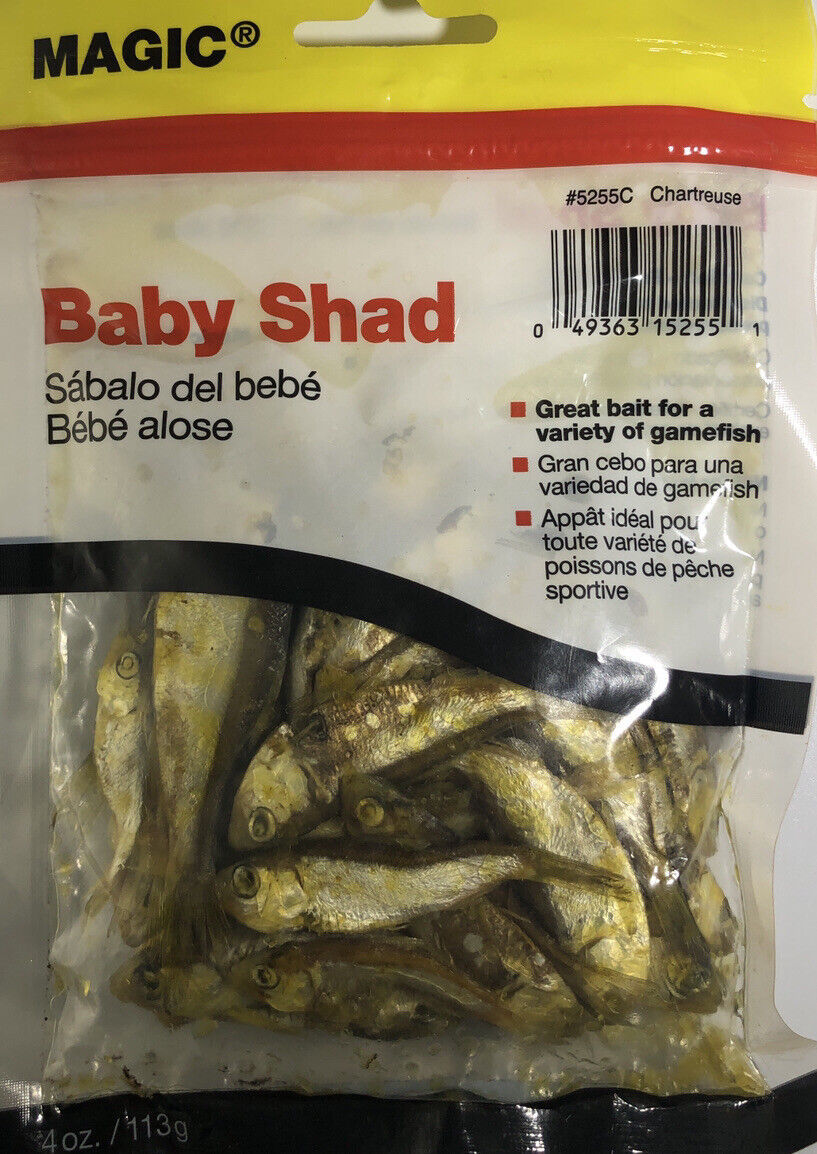 MAGIC®
#5255C Chartreuse
0 49363 15255 1
Baby Shad
Sábalo del bebé
Bébé alose
Great bait for a
variety of gamefish
Gran cebo para una
variedad de gamefish
Appât idéal pour
toute variété de
poissons de pêche
sportive
4 oz. / 113g